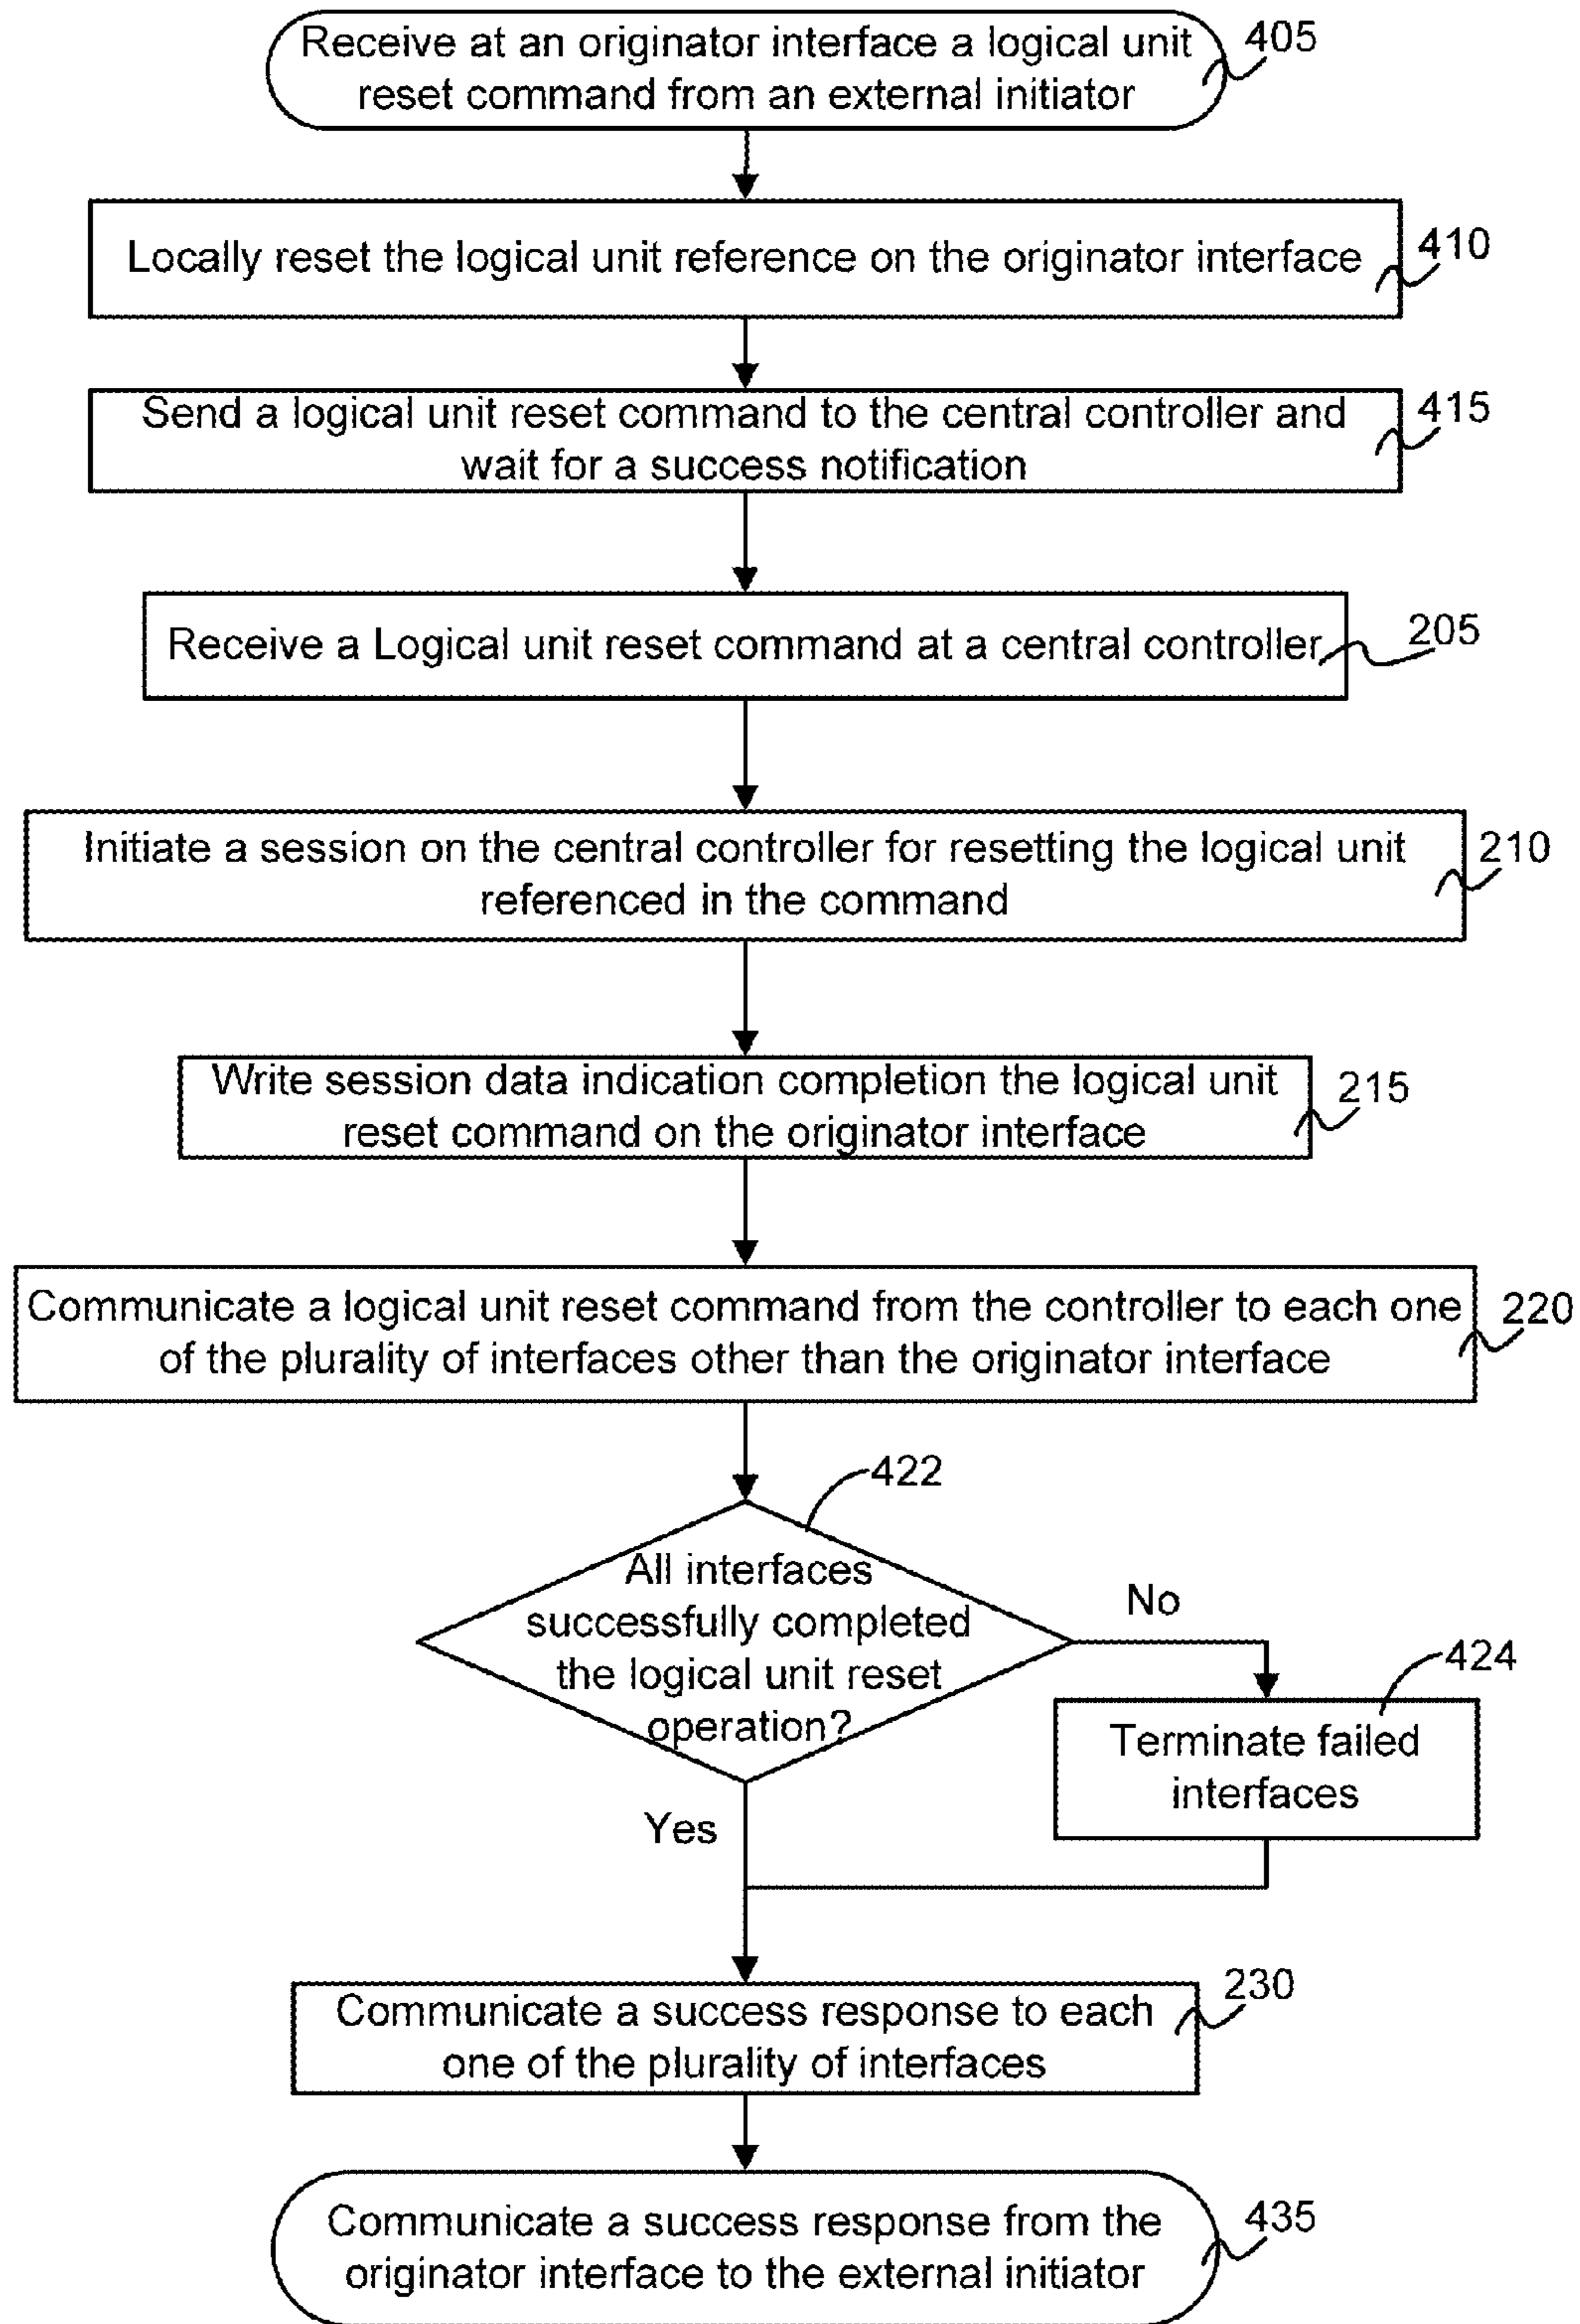 Receive at an originator interface a logical unit
reset command from an external initiator
405
Locally reset the logical unit reference on the originator interface
410
Send a logical unit reset command to the central controller and
wait for a success notification
415
Receive a Logical unit reset command at a central controller
205
Initiate a session on the central controller for resetting the logical unit
referenced in the command
210
Write session data indication completion the logical unit
reset command on the originator interface
215
Communicate a logical unit reset command from the controller to each one
of the plurality of interfaces other than the originator interface
220
422
All interfaces
successfully completed
the logical unit reset
operation?
No
424
Terminate failed
interfaces
Yes
Communicate a success response to each
one of the plurality of interfaces
230
Communicate a success response from the
originator interface to the external initiator
435